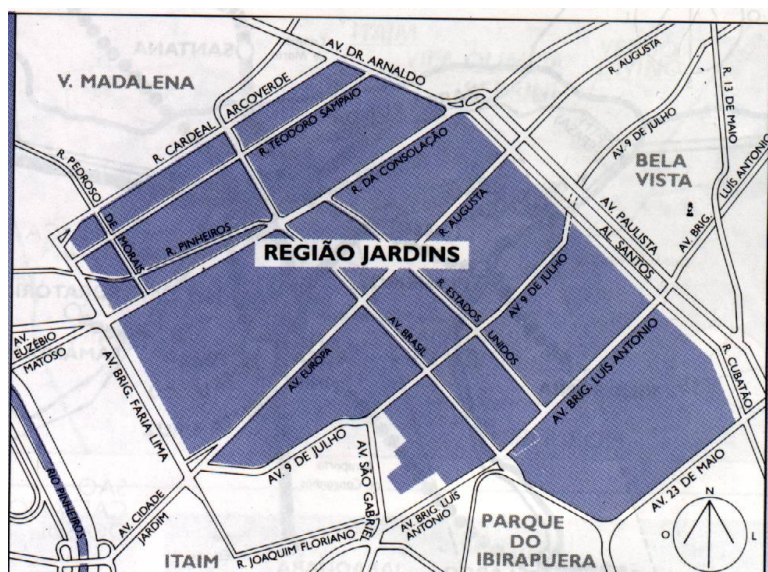 V. MADALENA
AV. DR. ARNALDO
R. CARDEAL ARCOVERDE
R. TEODORO SAMPAIO
R. DA CONSOLAÇÃO
R. AUGUSTA
R. 13 DE MAIO
AV. 9 DE JULHO
BELA
VISTA
AV. BRIG. LUIS ANTONIO
AV. PAULISTA
AL. SANTOS
R. PEDROSO DE MORAIS
R. PINHEIROS
R. AUGUSTA
REGIÃO JARDINS
R. ESTADOS UNIDOS
AV. 9 DE JULHO
AV. BRASIL
AV. EUROPA
AV. BRIG. LUIS ANTONIO
R. CUBATÃO
AV.
EUZÉBIO
MATOSO
AV. BRIG. FARIA LIMA
AV. 9 DE JULHO
AV. SÃO GABRIEL
AV. 23 DE MAIO
RIO PINHEIROS
AV. CIDADE
JARDIM
AV. BRIG. LUIS
ANTONIO
R. JOAQUIM FLORIANO
ITAIM
PARQUE
DO
IBIRAPUERA
N
O
L